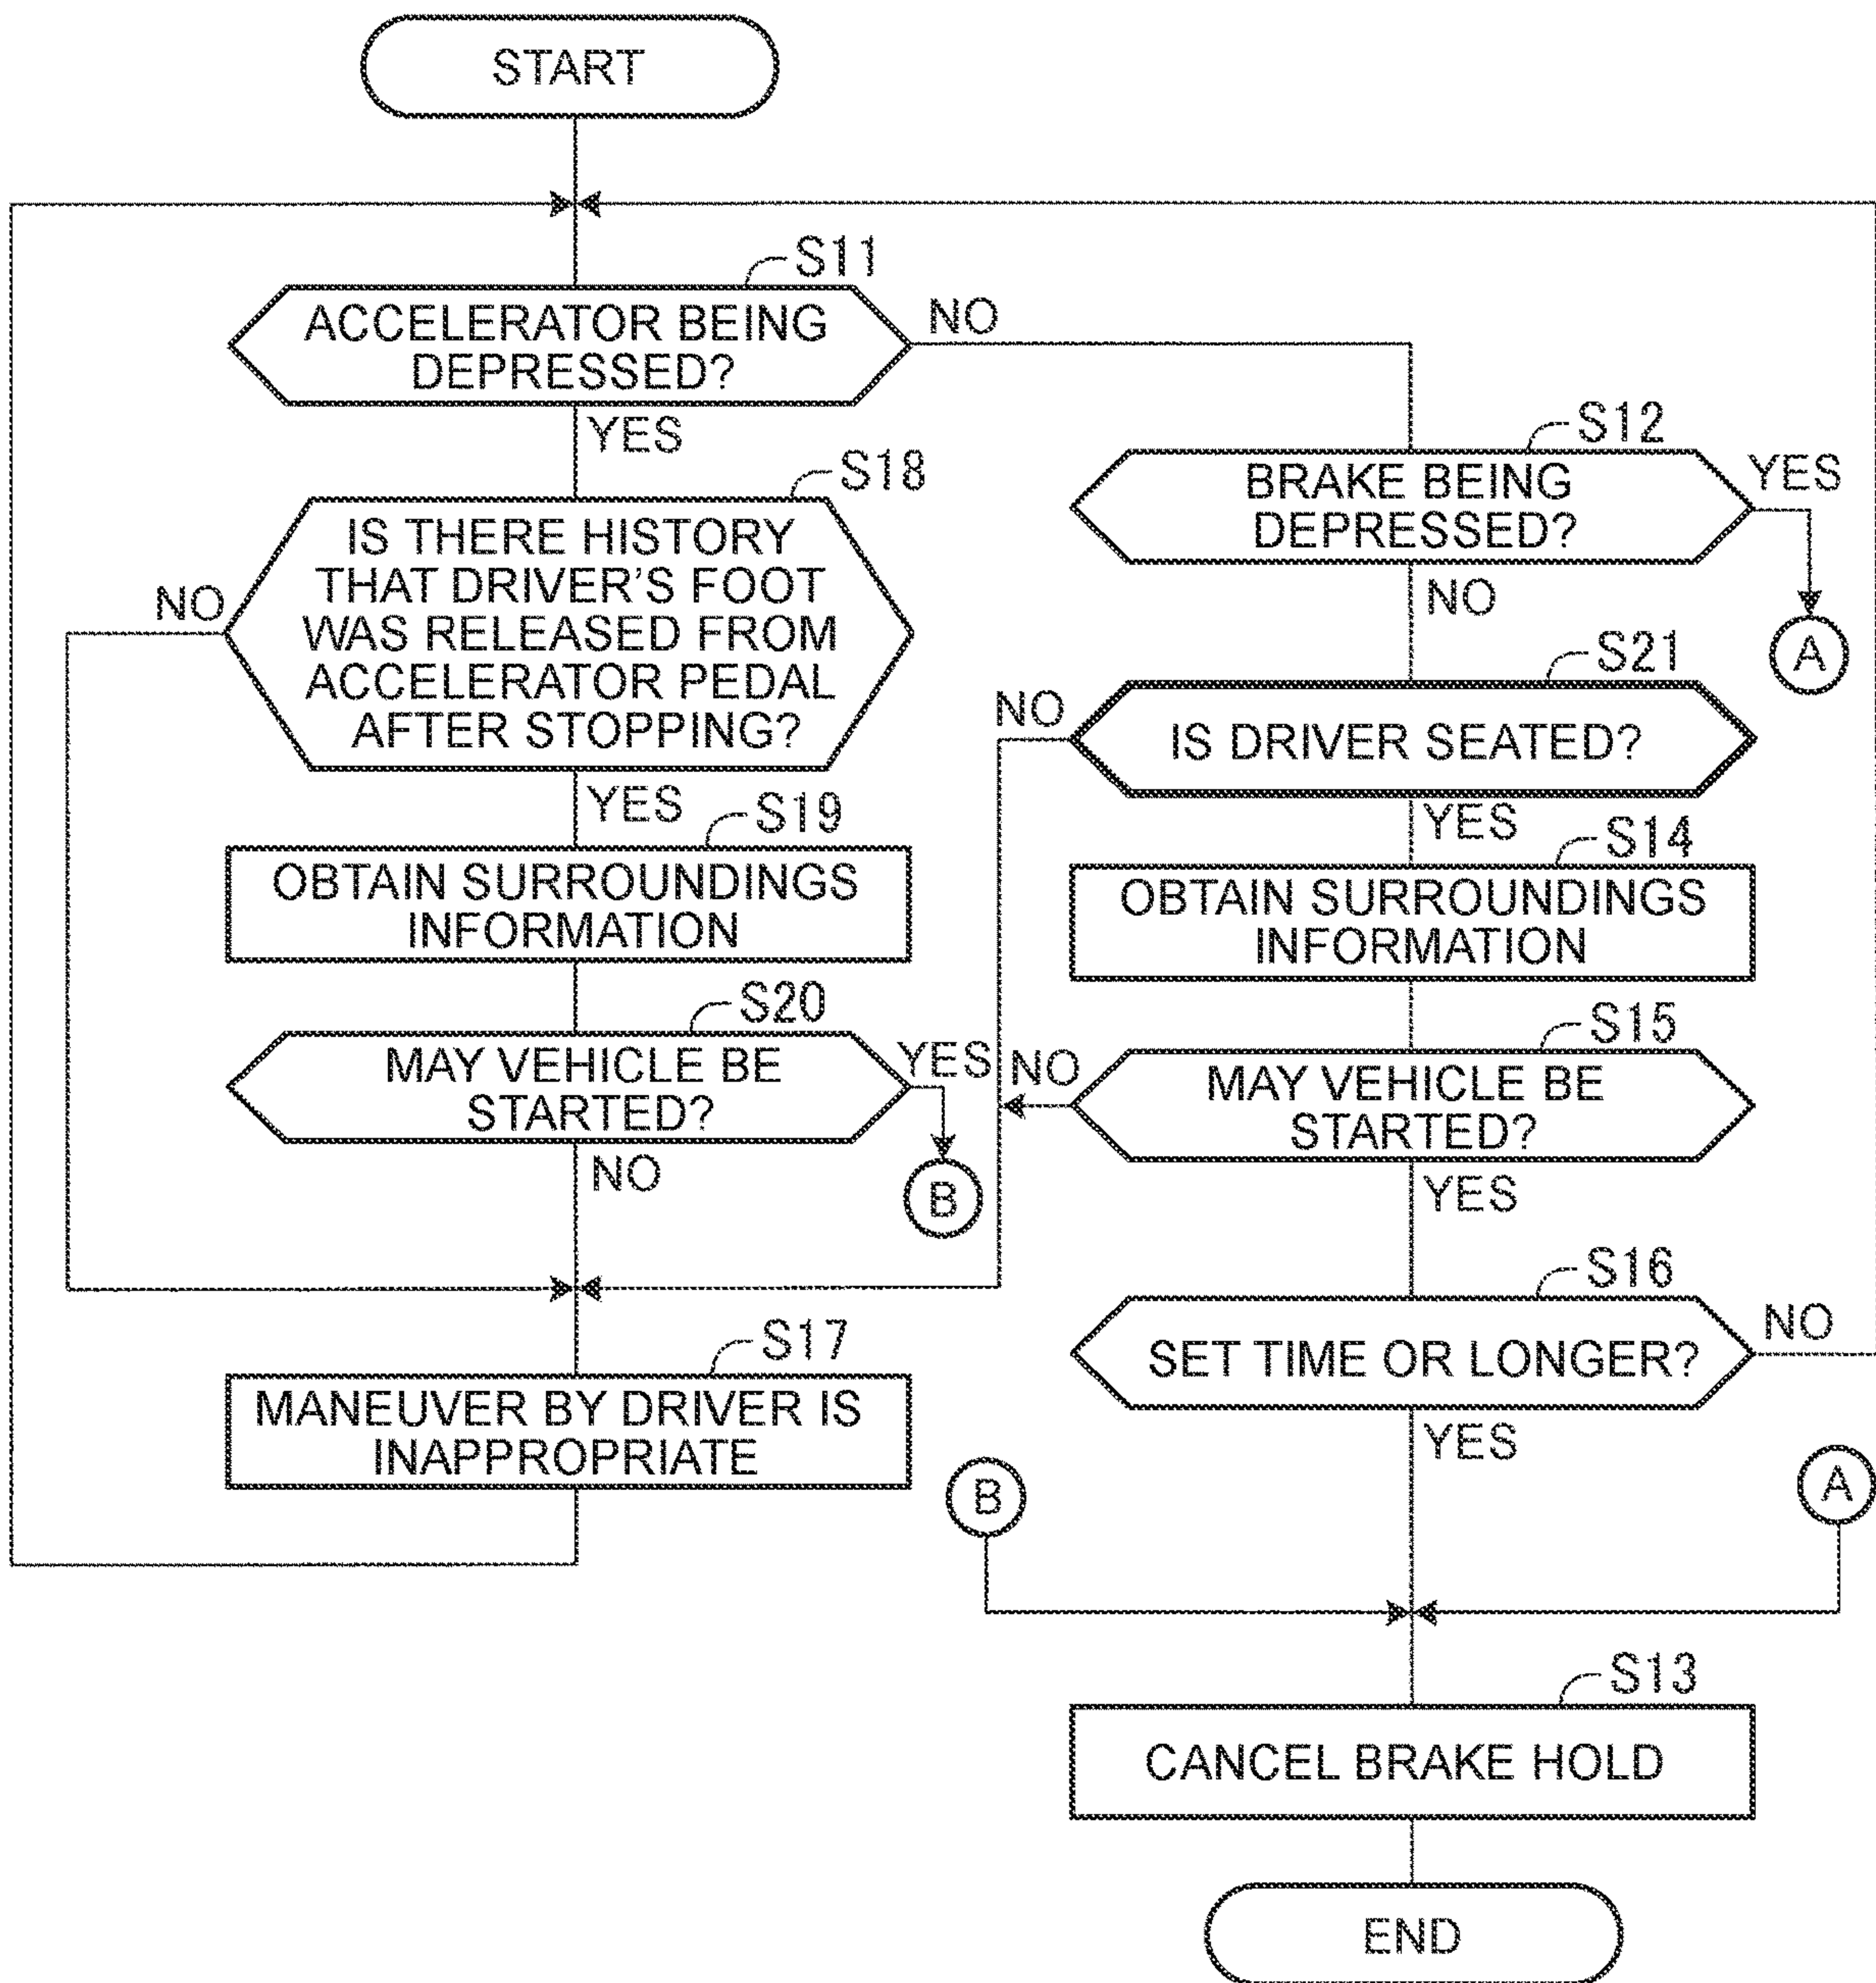 START
S11
ACCELERATOR BEING
DEPRESSED?
NO
YES
S18
IS THERE HISTORY
THAT DRIVER'S FOOT
WAS RELEASED FROM
ACCELERATOR PEDAL
AFTER STOPPING?
NO
YES
S19
OBTAIN SURROUNDINGS
INFORMATION
S20
MAY VEHICLE BE
STARTED?
YES
B
NO
S17
MANEUVER BY DRIVER IS
INAPPROPRIATE
S12
BRAKE BEING
DEPRESSED?
YES
A
NO
S21
IS DRIVER SEATED?
NO
YES
S14
OBTAIN SURROUNDINGS
INFORMATION
S15
MAY VEHICLE BE
STARTED?
NO
YES
S16
SET TIME OR LONGER?
NO
YES
B
A
S13
CANCEL BRAKE HOLD
END